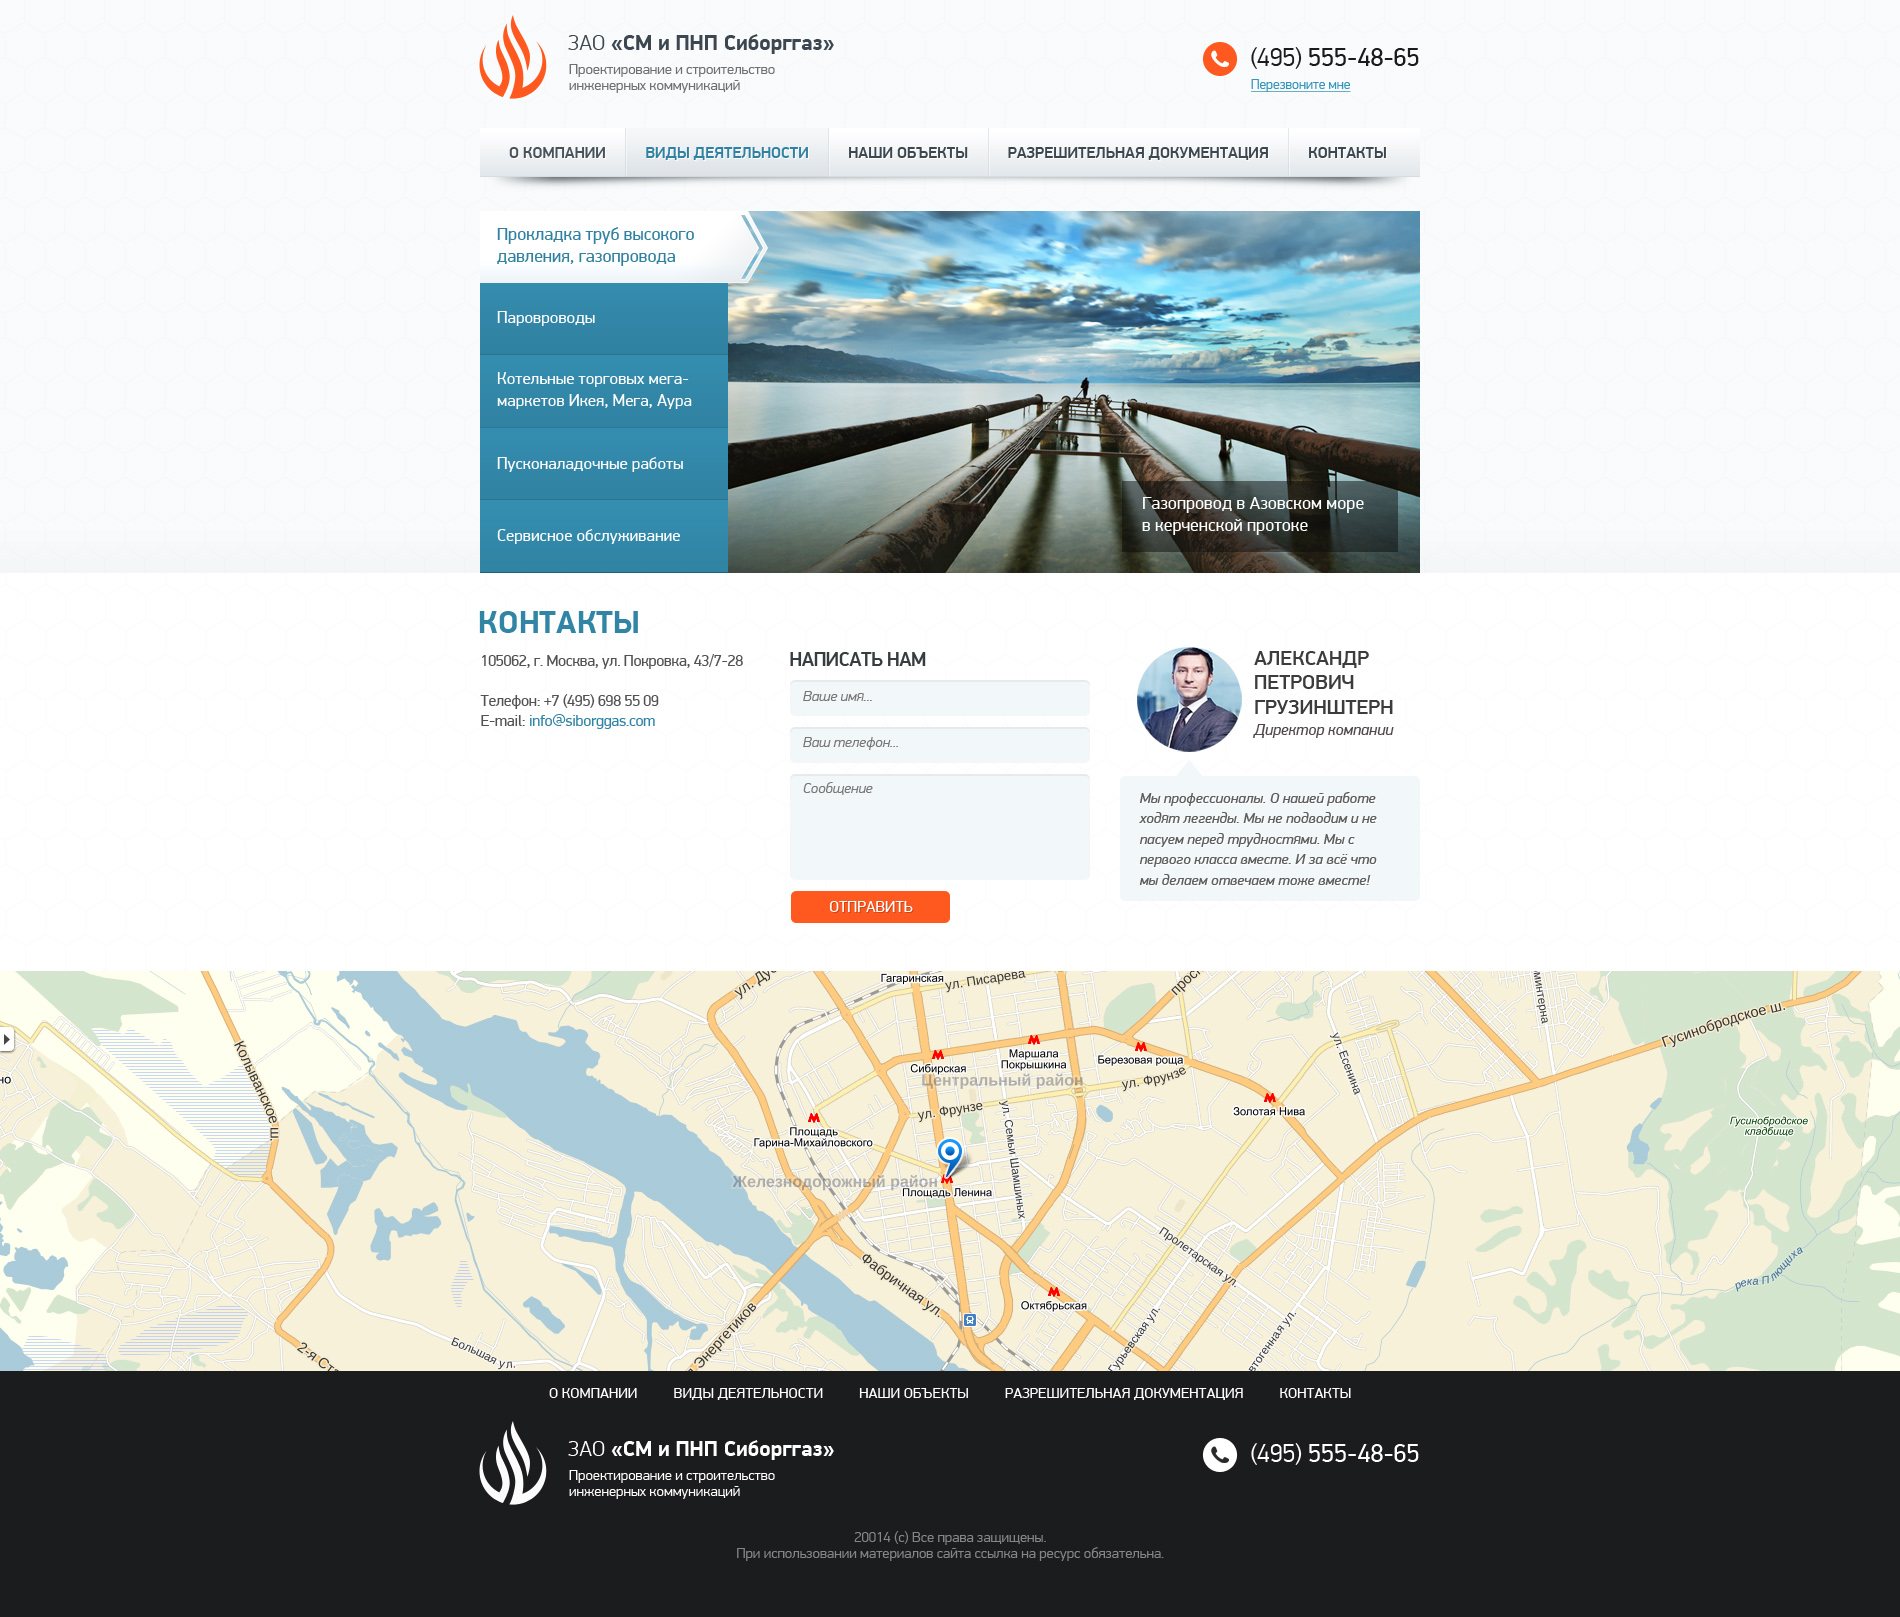 ЗАО «СМ и ПНП Сиборггаз»
Проектирование и строительство
инженерных коммуникаций
(495) 555-48-65
Перезвоните мне
О КОМПАНИИ
ВИДЫ ДЕЯТЕЛЬНОСТИ
НАШИ ОБЪЕКТЫ
РАЗРЕШИТЕЛЬНАЯ ДОКУМЕНТАЦИЯ
КОНТАКТЫ
Прокладка труб высокого
давления, газопровода
Паровроводы
Котельные торговых мега-
маркетов Икея, Мега, Аура
Пусконаладочные работы
Сервисное обслуживание
Газопровод в Азовском море
в керченской протоке
КОНТАКТЫ
105062, г. Москва, ул. Покровка, 43/7-28
Телефон: +7 (495) 698 55 09
E-mail: info@siborggas.com
НАПИСАТЬ НАМ
Ваше имя...
Ваш телефон...
Сообщение
ОТПРАВИТЬ
АЛЕКСАНДР
ПЕТРОВИЧ
ГРУЗИНШТЕРН
Директор компании
Мы профессионалы. О нашей работе
ходят легенды. Мы не подводим и не
пасуем перед трудностями. Мы с
первого класса вместе. И за всё что
мы делаем отвечаем тоже вместе!
ул. Ду
Гагаринская
ул. Писарева
прос
минтерна
Гусинобродское ш.
Колыванское ш.
но
Сибирская
Маршала
Покрышкина
Березовая роща
ул. Есенина
Центральный район
ул. Фрунзе
ул. Фрунзе
Золотая Нива
Площадь
Гарина-Михайловского
ул. Семьи Шамшиных
Гусинобродское
кладбище
Железнодорожный район
Площадь Ленина
Пролетарская ул.
Фабричная ул.
река Плющиха
Октябрьская
Большая ул.
2-я Ста
Энергетиков
Гурьевская ул.
втогенная ул.
О КОМПАНИИ
ВИДЫ ДЕЯТЕЛЬНОСТИ
НАШИ ОБЪЕКТЫ
РАЗРЕШИТЕЛЬНАЯ ДОКУМЕНТАЦИЯ
КОНТАКТЫ
ЗАО «СМ и ПНП Сиборггаз»
Проектирование и строительство
инженерных коммуникаций
(495) 555-48-65
20014 (c) Все права защищены.
При использовании материалов сайта ссылка на ресурс обязательна.